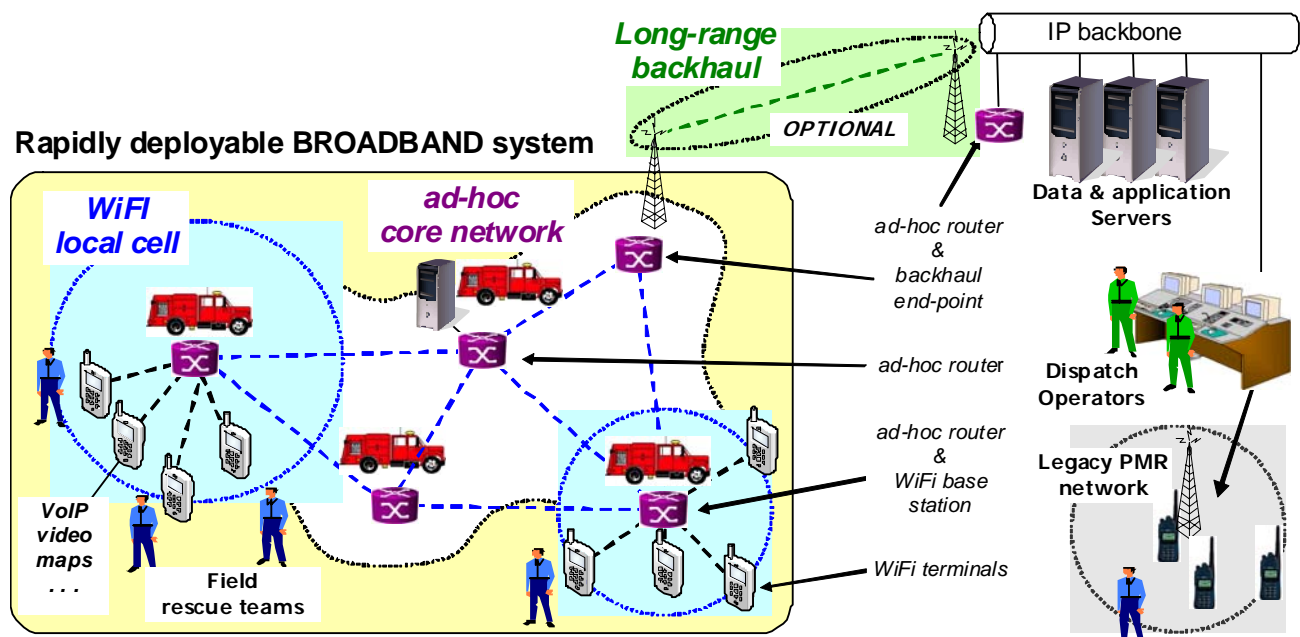 Long-range
backhaul
IP backbone
OPTIONAL
Rapidly deployable BROADBAND system
WiFI
local cell
ad-hoc
core network
Data & application
Servers
ad-hoc router
&
backhaul
end-point
ad-hoc router
Dispatch
Operators
ad-hoc router
&
WiFi base
station
Legacy PMR
network
VoIP
video
maps
. . .
Field
rescue teams
WiFi terminals